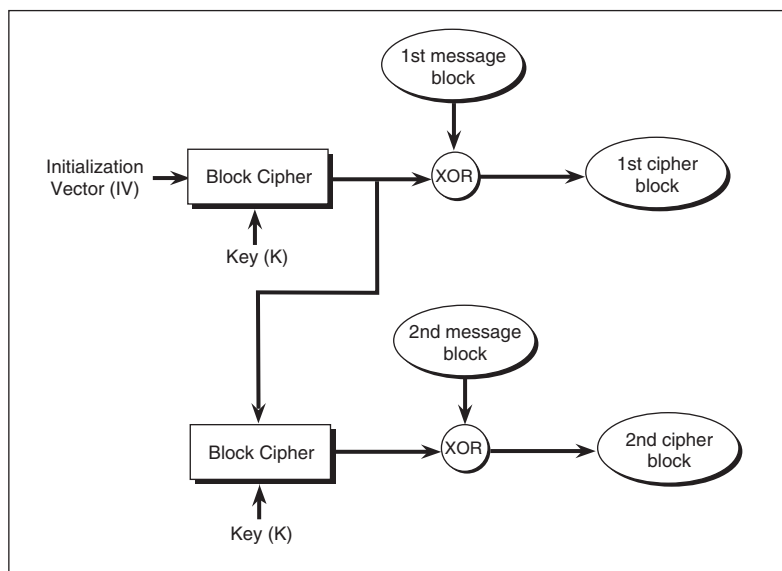 1st message
block
Initialization
Vector (IV)
Block Cipher
XOR
1st cipher
block
Key (K)
2nd message
block
Block Cipher
XOR
2nd cipher
block
Key (K)